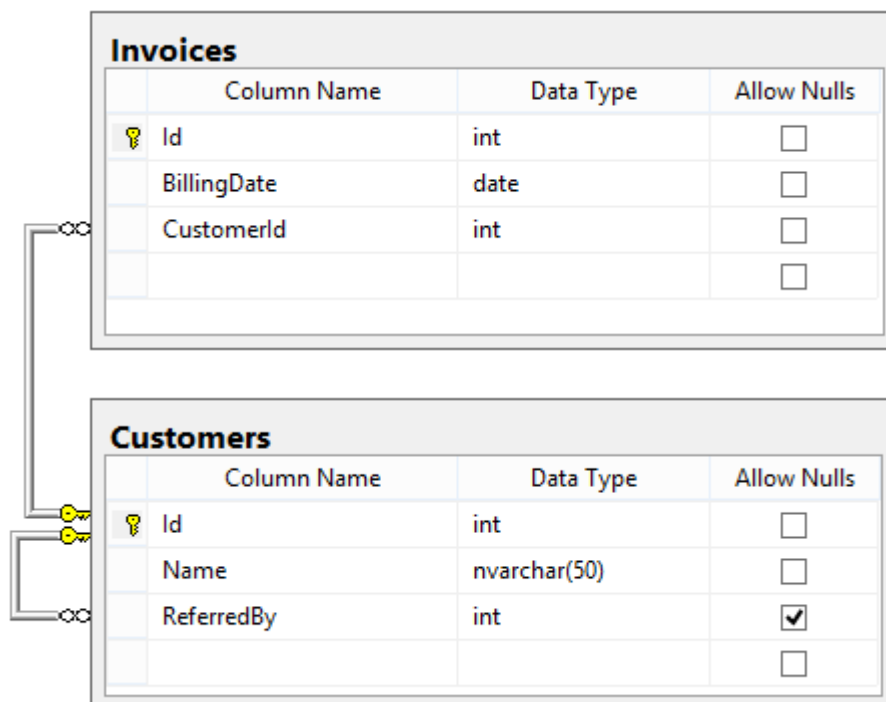 Invoices
Column Name Data Type Allow Nulls
Id int
BillingDate date
CustomerId int
Customers
Column Name Data Type Allow Nulls
Id int
Name nvarchar(50)
ReferredBy int